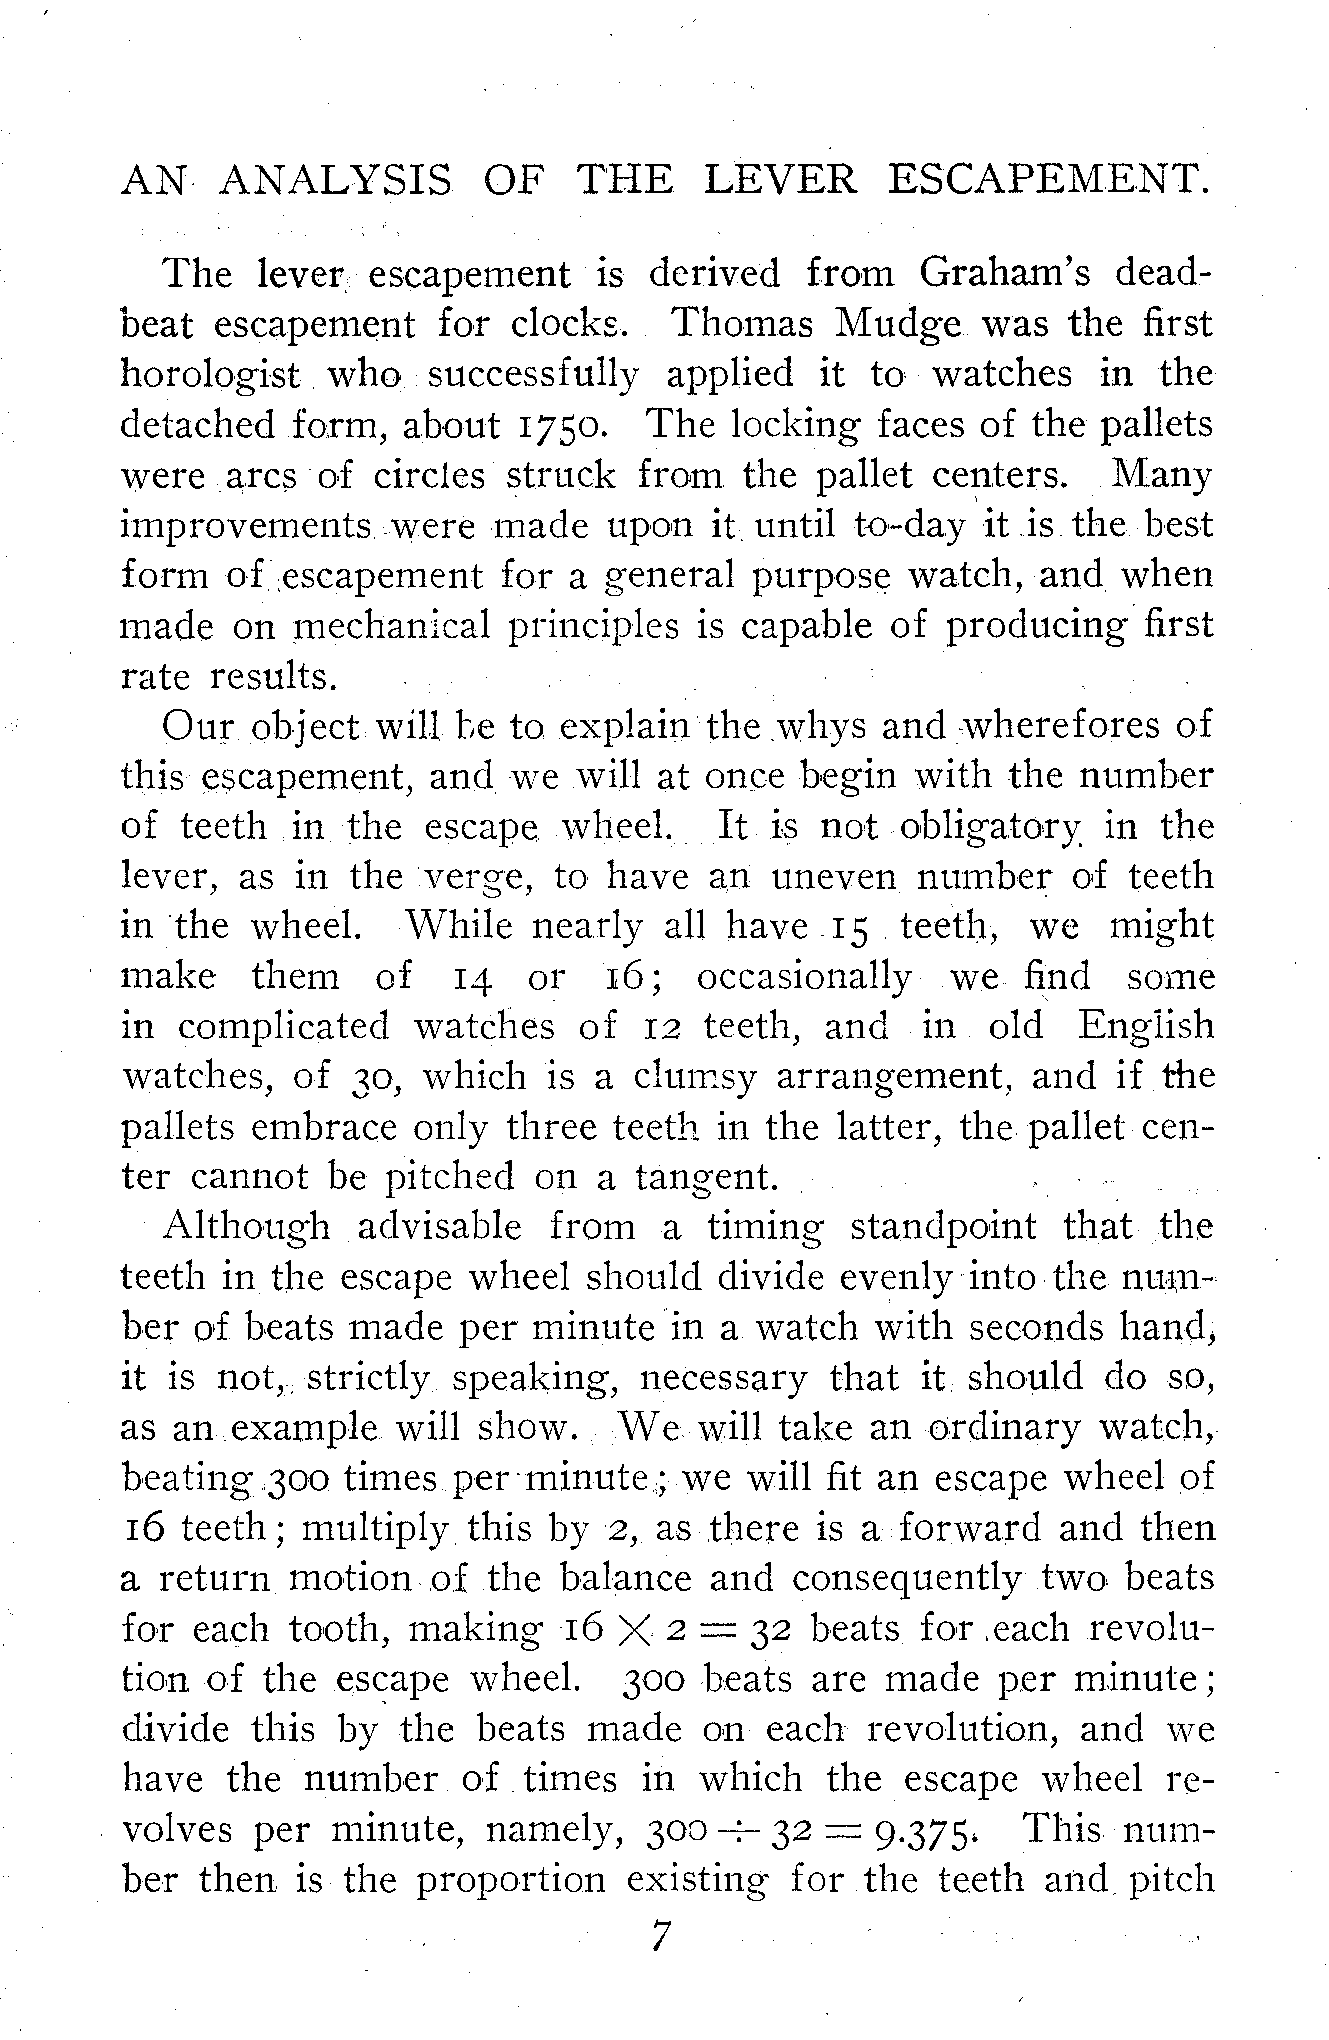 AN ANALYSIS OF THE LEVER ESCAPEMENT.
The lever escapement is derived from Graham's dead-
beat escapement for clocks. Thomas Mudge was the first
horologist who successfully applied it to watches in the
detached form, about 1750. The locking faces of the pallets
were arcs of circles struck from the pallet centers. Many
improvements were made upon it until to-day it is the best
form of escapement for a general purpose watch, and when
made on mechanical principles is capable of producing first
rate results.
Our object will be to explain the whys and wherefores of
this escapement, and we will at once begin with the number
of teeth in the escape wheel. It is not obligatory in the
lever, as in the verge, to have an uneven number of teeth
in the wheel. While nearly all have 15 teeth, we might
make them of 14 or 16; occasionally we find some
in complicated watches of 12 teeth, and in old English
watches, of 30, which is a clumsy arrangement, and if the
pallets embrace only three teeth in the latter, the pallet cen-
ter cannot be pitched on a tangent.
Although advisable from a timing standpoint that the
teeth in the escape wheel should divide evenly into the num-
ber of beats made per minute in a watch with seconds hand,
it is not, strictly speaking, necessary that it should do so,
as an example will show. We will take an ordinary watch,
beating 300 times per minute; we will fit an escape wheel of
16 teeth; multiply this by 2, as there is a forward and then
a return motion of the balance and consequently two beats
for each tooth, making 16 × 2 = 32 beats for each revolu-
tion of the escape wheel. 300 beats are made per minute;
divide this by the beats made on each revolution, and we
have the number of times in which the escape wheel re-
volves per minute, namely, 300 ÷ 32 = 9.375. This num-
ber then is the proportion existing for the teeth and pitch
7